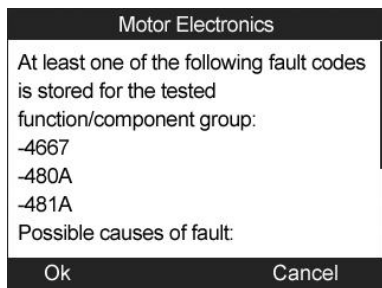 Motor Electronics
At least one of the following fault codes
is stored for the tested
function/component group:
-4667
-480A
-481A
Possible causes of fault:
Ok Cancel